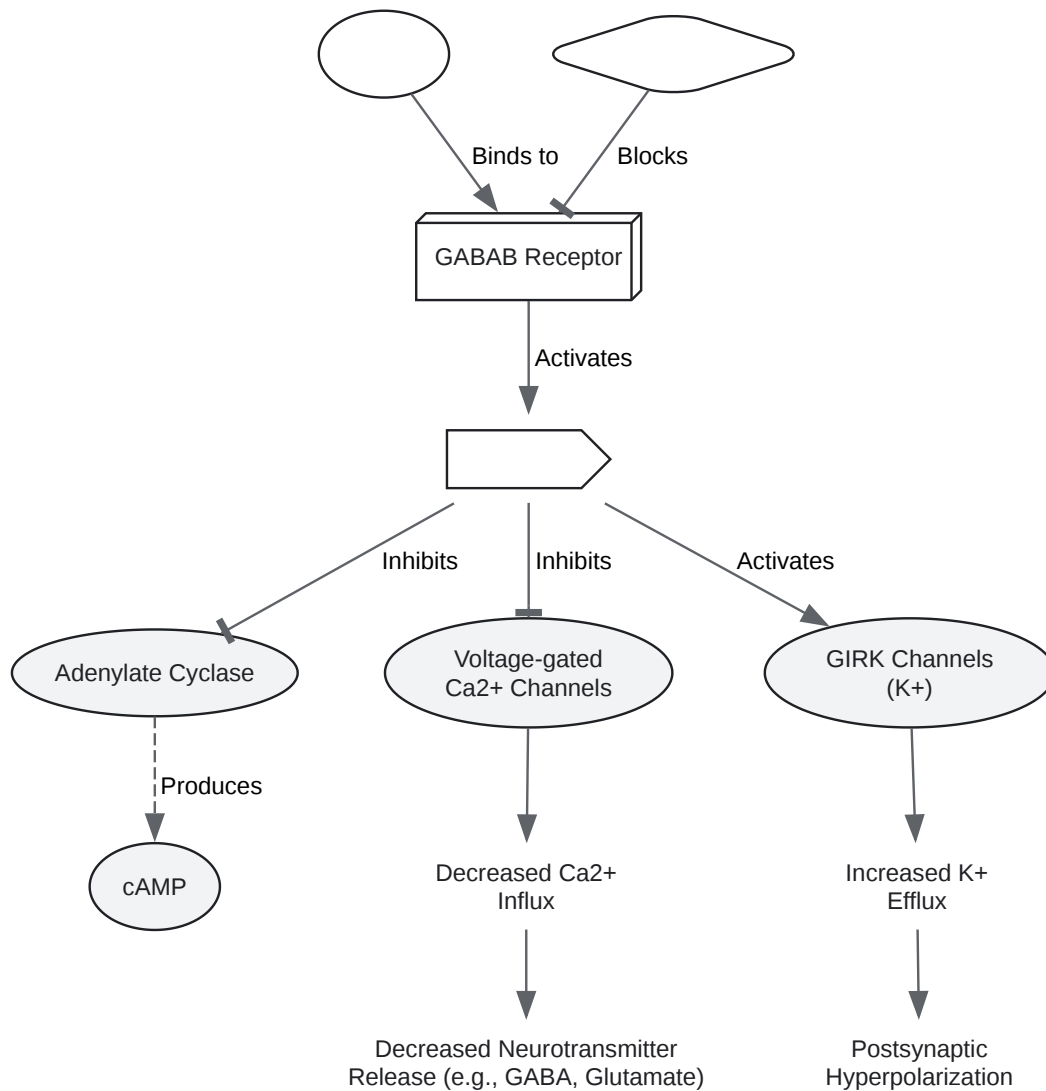 Binds to
Blocks
GABAB Receptor
Activates
Inhibits
Inhibits
Activates
Adenylate Cyclase
Voltage-gated
Ca2+ Channels
GIRK Channels
(K+)
Produces
cAMP
Decreased Ca2+
Influx
Increased K+
Efflux
Decreased Neurotransmitter
Release (e.g., GABA, Glutamate)
Postsynaptic
Hyperpolarization